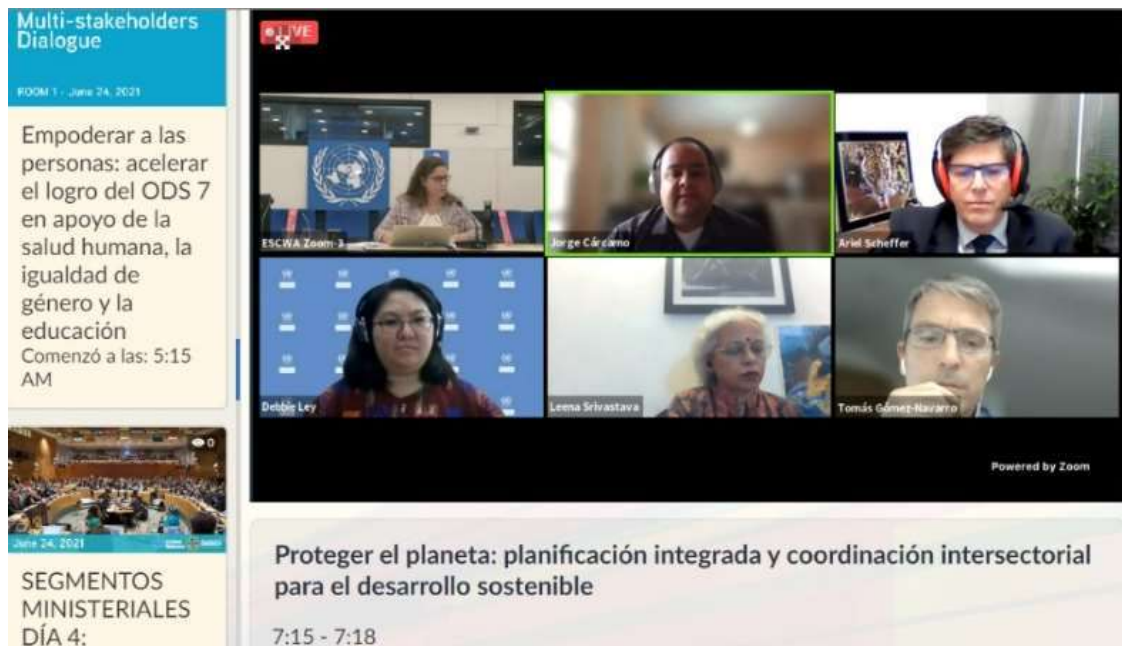 Multi-stakeholders
Dialogue
ROOM 1 - June 24, 2021
Empoderar a las
personas: acelerar
el logro del ODS 7
en apoyo de la
salud humana, la
igualdad de
género y la
educación
Comenzó a las: 5:15
AM
0
June 24, 2021
SEGMENTOS
MINISTERIALES
DÍA 4:
LIVE
ESCWA Zoom-3
Jorge Cárcamo
Ariel Scheffer
Debbie Ley
Leena Srivastava
Tomás Gómez-Navarro
Powered by Zoom
Proteger el planeta: planificación integrada y coordinación intersectorial
para el desarrollo sostenible
7:15 - 7:18